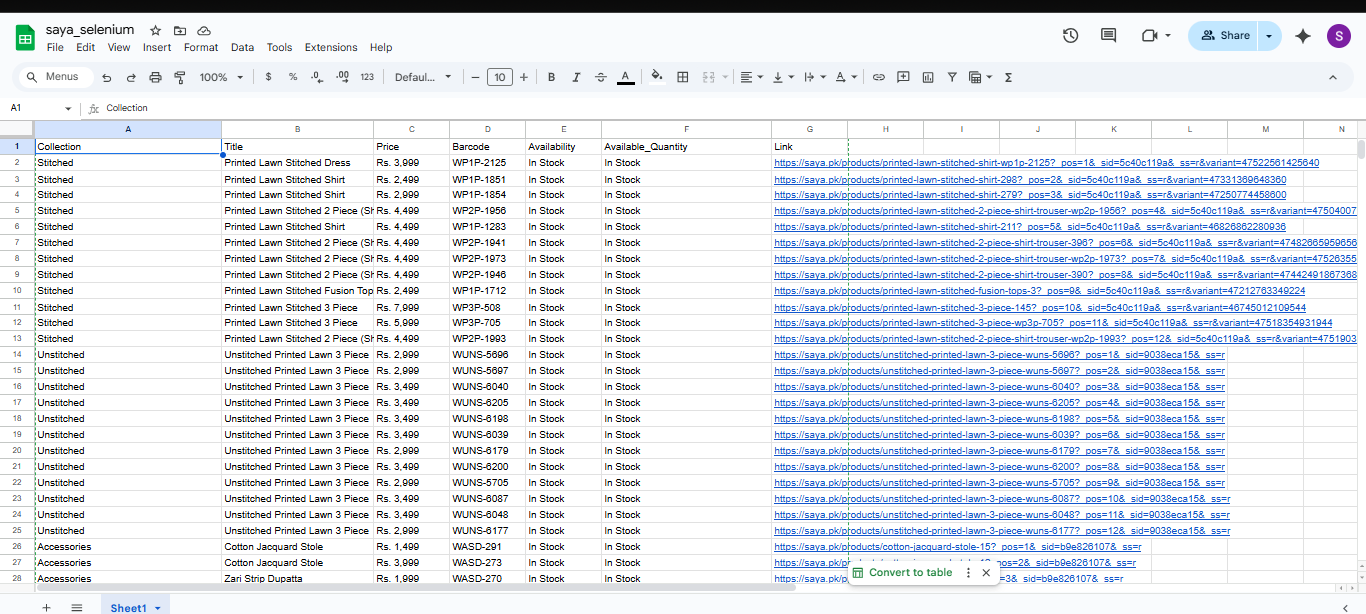 saya_selenium
File Edit View Insert Format Data Tools Extensions Help
Share
S
Menus 100% $ % .0 .00 123 Defaul... − 10 + B I A Σ
A1 fx Collection
A B C D E F G H I J K L M N
1 Collection Title Price Barcode Availability Available_Quantity Link
2 Stitched Printed Lawn Stitched Dress Rs. 3,999 WP1P-2125 In Stock In Stock https://saya.pk/products/printed-lawn-stitched-shirt-wp1p-2125?_pos=1&_sid=5c40c119a&_ss=r&variant=47522561425640
3 Stitched Printed Lawn Stitched Shirt Rs. 2,499 WP1P-1851 In Stock In Stock https://saya.pk/products/printed-lawn-stitched-shirt-298?_pos=2&_sid=5c40c119a&_ss=r&variant=47331369648360
4 Stitched Printed Lawn Stitched Shirt Rs. 2,999 WP1P-1854 In Stock In Stock https://saya.pk/products/printed-lawn-stitched-shirt-279?_pos=3&_sid=5c40c119a&_ss=r&variant=47250774458600
5 Stitched Printed Lawn Stitched 2 Piece (Sh Rs. 4,499 WP2P-1956 In Stock In Stock https://saya.pk/products/printed-lawn-stitched-2-piece-shirt-trouser-wp2p-1956?_pos=4&_sid=5c40c119a&_ss=r&variant=47504007
6 Stitched Printed Lawn Stitched Shirt Rs. 4,499 WP1P-1283 In Stock In Stock https://saya.pk/products/printed-lawn-stitched-shirt-211?_pos=5&_sid=5c40c119a&_ss=r&variant=46826862280936
7 Stitched Printed Lawn Stitched 2 Piece (Sh Rs. 4,499 WP2P-1941 In Stock In Stock https://saya.pk/products/printed-lawn-stitched-2-piece-shirt-trouser-396?_pos=6&_sid=5c40c119a&_ss=r&variant=47482665959656
8 Stitched Printed Lawn Stitched 2 Piece (Sh Rs. 4,499 WP2P-1973 In Stock In Stock https://saya.pk/products/printed-lawn-stitched-2-piece-shirt-trouser-wp2p-1973?_pos=7&_sid=5c40c119a&_ss=r&variant=47526355
9 Stitched Printed Lawn Stitched 2 Piece (Sh Rs. 4,499 WP2P-1946 In Stock In Stock https://saya.pk/products/printed-lawn-stitched-2-piece-shirt-trouser-390?_pos=8&_sid=5c40c119a&_ss=r&variant=47442491867368
10 Stitched Printed Lawn Stitched Fusion Top Rs. 2,499 WP1P-1712 In Stock In Stock https://saya.pk/products/printed-lawn-stitched-fusion-tops-3?_pos=9&_sid=5c40c119a&_ss=r&variant=47212763349224
11 Stitched Printed Lawn Stitched 3 Piece Rs. 7,999 WP3P-508 In Stock In Stock https://saya.pk/products/printed-lawn-stitched-3-piece-145?_pos=10&_sid=5c40c119a&_ss=r&variant=46745012109544
12 Stitched Printed Lawn Stitched 3 Piece Rs. 5,999 WP3P-705 In Stock In Stock https://saya.pk/products/printed-lawn-stitched-3-piece-wp3p-705?_pos=11&_sid=5c40c119a&_ss=r&variant=47518354931944
13 Stitched Printed Lawn Stitched 2 Piece (Sh Rs. 4,499 WP2P-1993 In Stock In Stock https://saya.pk/products/printed-lawn-stitched-2-piece-shirt-trouser-wp2p-1993?_pos=12&_sid=5c40c119a&_ss=r&variant=4751903
14 Unstitched Unstitched Printed Lawn 3 Piece Rs. 2,999 WUNS-5696 In Stock In Stock https://saya.pk/products/unstitched-printed-lawn-3-piece-wuns-5696?_pos=1&_sid=9038eca15&_ss=r
15 Unstitched Unstitched Printed Lawn 3 Piece Rs. 2,999 WUNS-5697 In Stock In Stock https://saya.pk/products/unstitched-printed-lawn-3-piece-wuns-5697?_pos=2&_sid=9038eca15&_ss=r
16 Unstitched Unstitched Printed Lawn 3 Piece Rs. 3,499 WUNS-6040 In Stock In Stock https://saya.pk/products/unstitched-printed-lawn-3-piece-wuns-6040?_pos=3&_sid=9038eca15&_ss=r
17 Unstitched Unstitched Printed Lawn 3 Piece Rs. 3,499 WUNS-6205 In Stock In Stock https://saya.pk/products/unstitched-printed-lawn-3-piece-wuns-6205?_pos=4&_sid=9038eca15&_ss=r
18 Unstitched Unstitched Printed Lawn 3 Piece Rs. 3,499 WUNS-6198 In Stock In Stock https://saya.pk/products/unstitched-printed-lawn-3-piece-wuns-6198?_pos=5&_sid=9038eca15&_ss=r
19 Unstitched Unstitched Printed Lawn 3 Piece Rs. 3,499 WUNS-6039 In Stock In Stock https://saya.pk/products/unstitched-printed-lawn-3-piece-wuns-6039?_pos=6&_sid=9038eca15&_ss=r
20 Unstitched Unstitched Printed Lawn 3 Piece Rs. 2,999 WUNS-6179 In Stock In Stock https://saya.pk/products/unstitched-printed-lawn-3-piece-wuns-6179?_pos=7&_sid=9038eca15&_ss=r
21 Unstitched Unstitched Printed Lawn 3 Piece Rs. 3,499 WUNS-6200 In Stock In Stock https://saya.pk/products/unstitched-printed-lawn-3-piece-wuns-6200?_pos=8&_sid=9038eca15&_ss=r
22 Unstitched Unstitched Printed Lawn 3 Piece Rs. 2,999 WUNS-5705 In Stock In Stock https://saya.pk/products/unstitched-printed-lawn-3-piece-wuns-5705?_pos=9&_sid=9038eca15&_ss=r
23 Unstitched Unstitched Printed Lawn 3 Piece Rs. 3,499 WUNS-6087 In Stock In Stock https://saya.pk/products/unstitched-printed-lawn-3-piece-wuns-6087?_pos=10&_sid=9038eca15&_ss=r
24 Unstitched Unstitched Printed Lawn 3 Piece Rs. 3,499 WUNS-6048 In Stock In Stock https://saya.pk/products/unstitched-printed-lawn-3-piece-wuns-6048?_pos=11&_sid=9038eca15&_ss=r
25 Unstitched Unstitched Printed Lawn 3 Piece Rs. 2,999 WUNS-6177 In Stock In Stock https://saya.pk/products/unstitched-printed-lawn-3-piece-wuns-6177?_pos=12&_sid=9038eca15&_ss=r
26 Accessories Cotton Jacquard Stole Rs. 1,499 WASD-291 In Stock In Stock https://saya.pk/products/cotton-jacquard-stole-15?_pos=1&_sid=b9e826107&_ss=r
27 Accessories Cotton Jacquard Stole Rs. 3,999 WASD-273 In Stock In Stock https://saya.pk/p pos=2&_sid=b9e826107&_ss=r
28 Accessories Zari Strip Dupatta Rs. 1,999 WASD-270 In Stock In Stock https://saya.pk/p =3&_sid=b9e826107&_ss=r
Convert to table
Sheet1